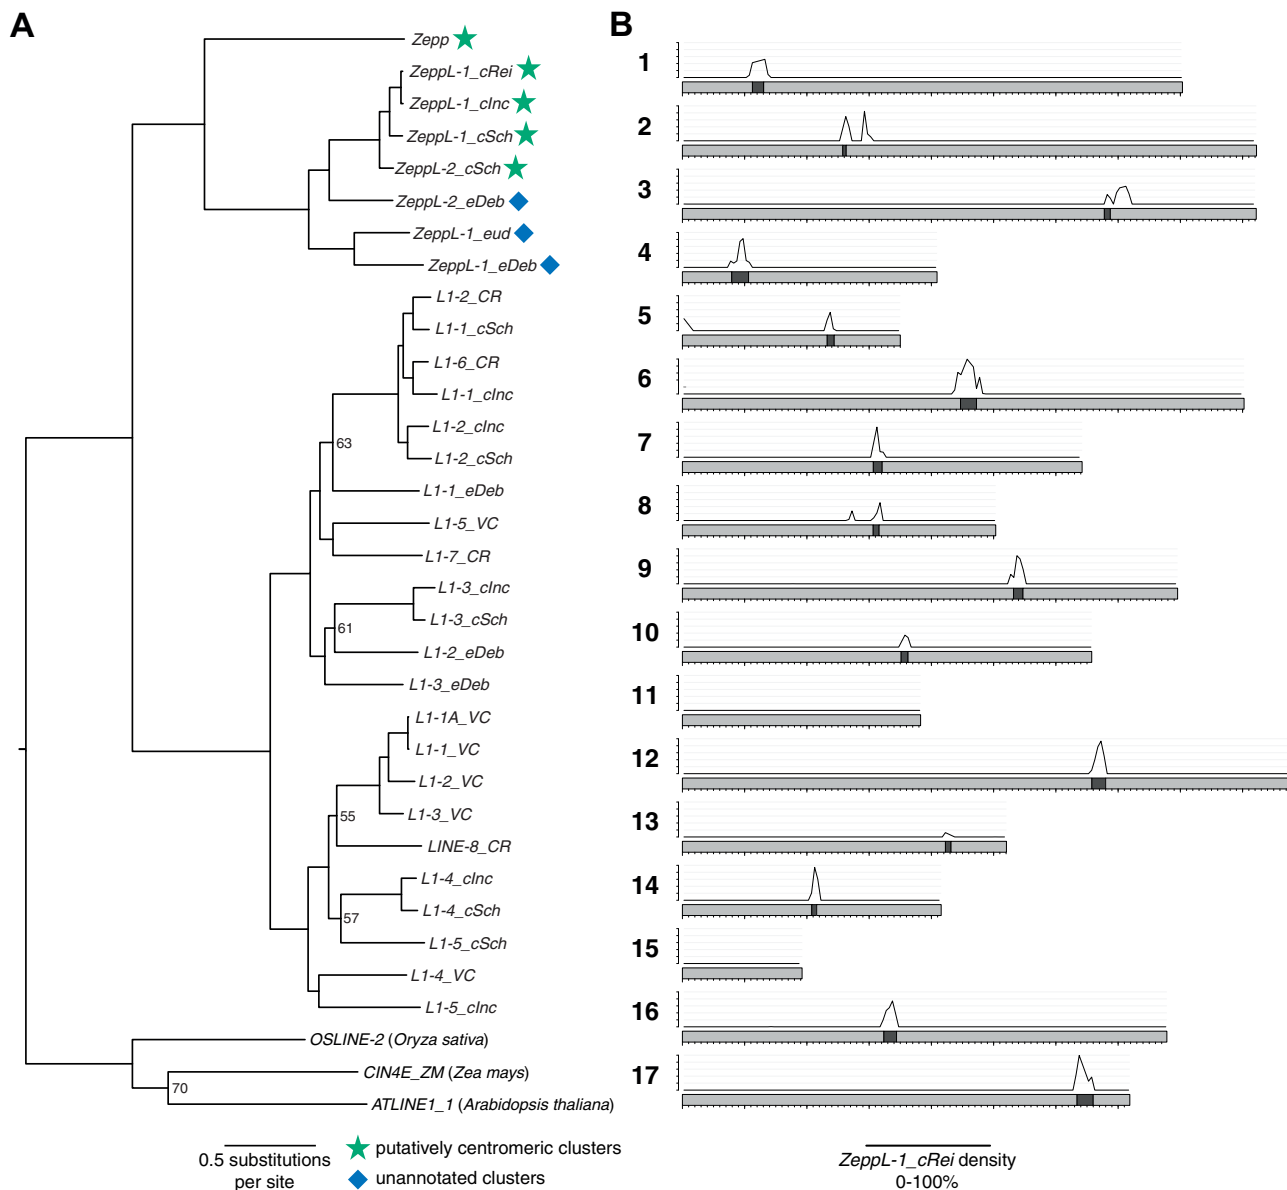 A
Zepp
ZeppL-1_cRei
ZeppL-1_cInc
ZeppL-1_cSch
ZeppL-2_cSch
ZeppL-2_eDeb
ZeppL-1_eud
ZeppL-1_eDeb
L1-2_CR
L1-1_cSch
L1-6_CR
L1-1_cInc
L1-2_cInc
63
L1-2_cSch
L1-1_eDeb
L1-5_VC
L1-7_CR
L1-3_cInc
L1-3_cSch
61
L1-2_eDeb
L1-3_eDeb
L1-1A_VC
L1-1_VC
L1-2_VC
L1-3_VC
55
LINE-8_CR
L1-4_cInc
L1-4_cSch
57
L1-5_cSch
L1-4_VC
L1-5_cInc
OSLINE-2 (Oryza sativa)
CIN4E_ZM (Zea mays)
70
ATLINE1_1 (Arabidopsis thaliana)
0.5 substitutions
per site
putatively centromeric clusters
unannotated clusters
B
1
2
3
4
5
6
7
8
9
10
11
12
13
14
15
16
17
ZeppL-1_cRei density
0-100%